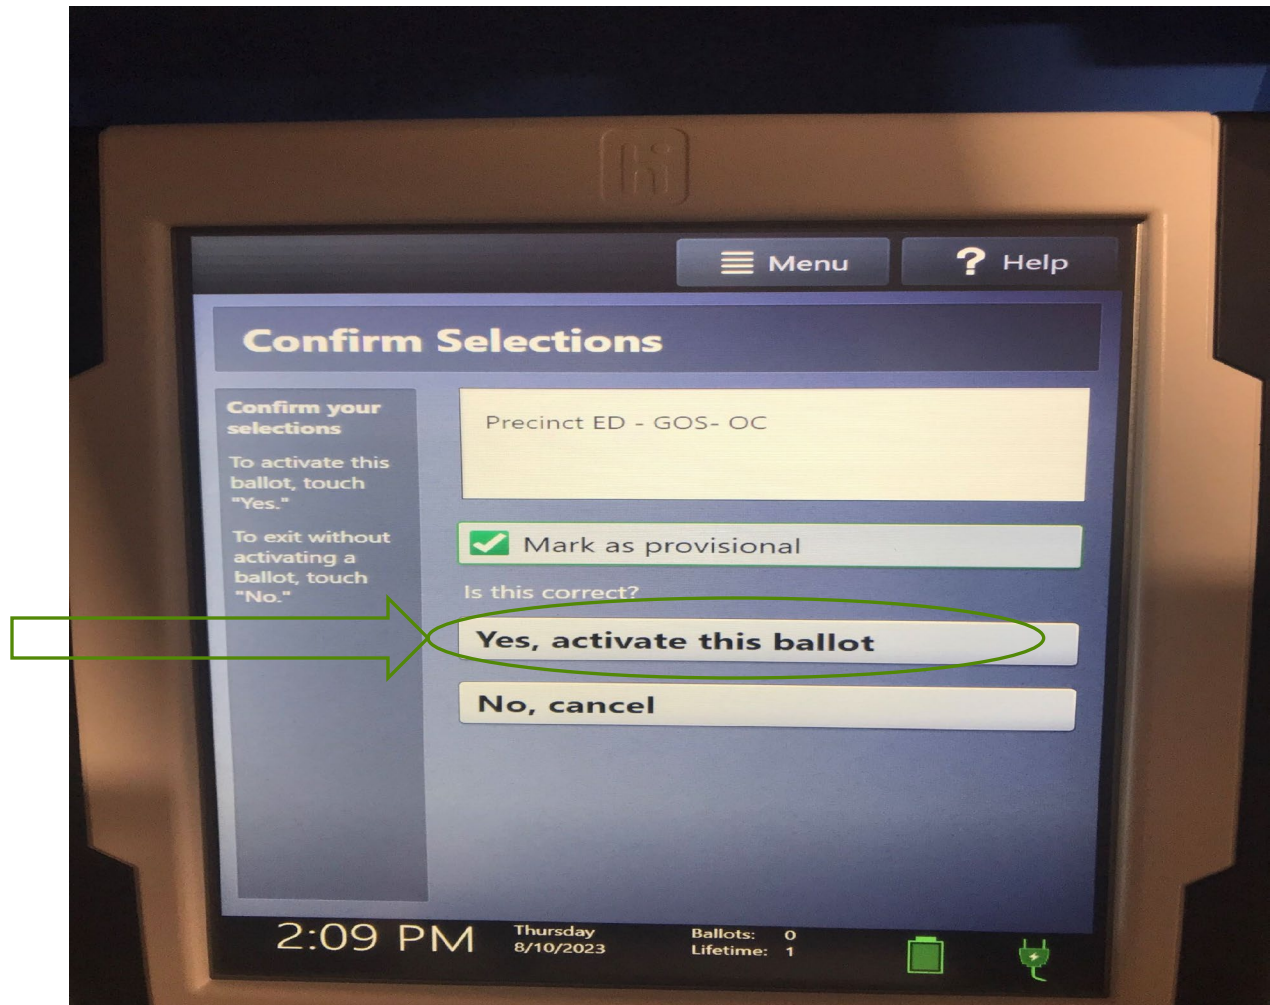 Menu
? Help
Confirm Selections
Confirm your
selections
To activate this
ballot, touch
"Yes."
To exit without
activating a
ballot, touch
"No."
Precinct ED - GOS- OC
Mark as provisional
Is this correct?
Yes, activate this ballot
No, cancel
2:09 PM
Thursday
8/10/2023
Ballots: 0
Lifetime: 1